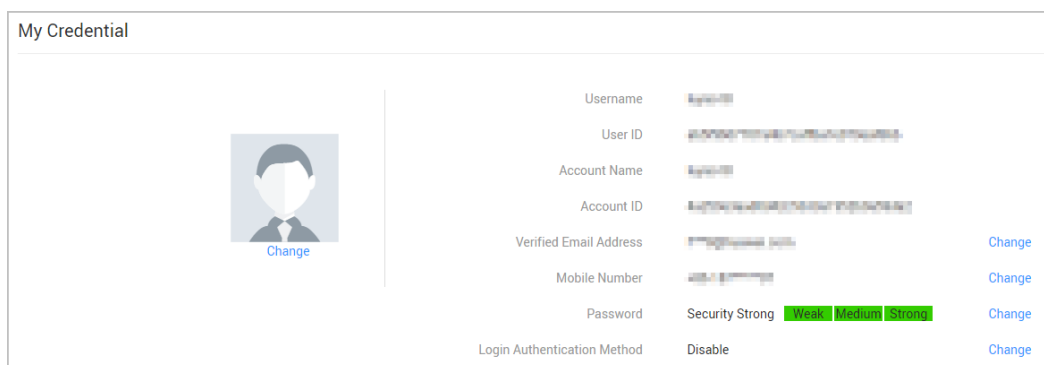 My Credential
Username
User ID
Account Name
Account ID
Change
Verified Email Address Change
Mobile Number Change
Password Security Strong Weak Medium Strong Change
Login Authentication Method Disable Change